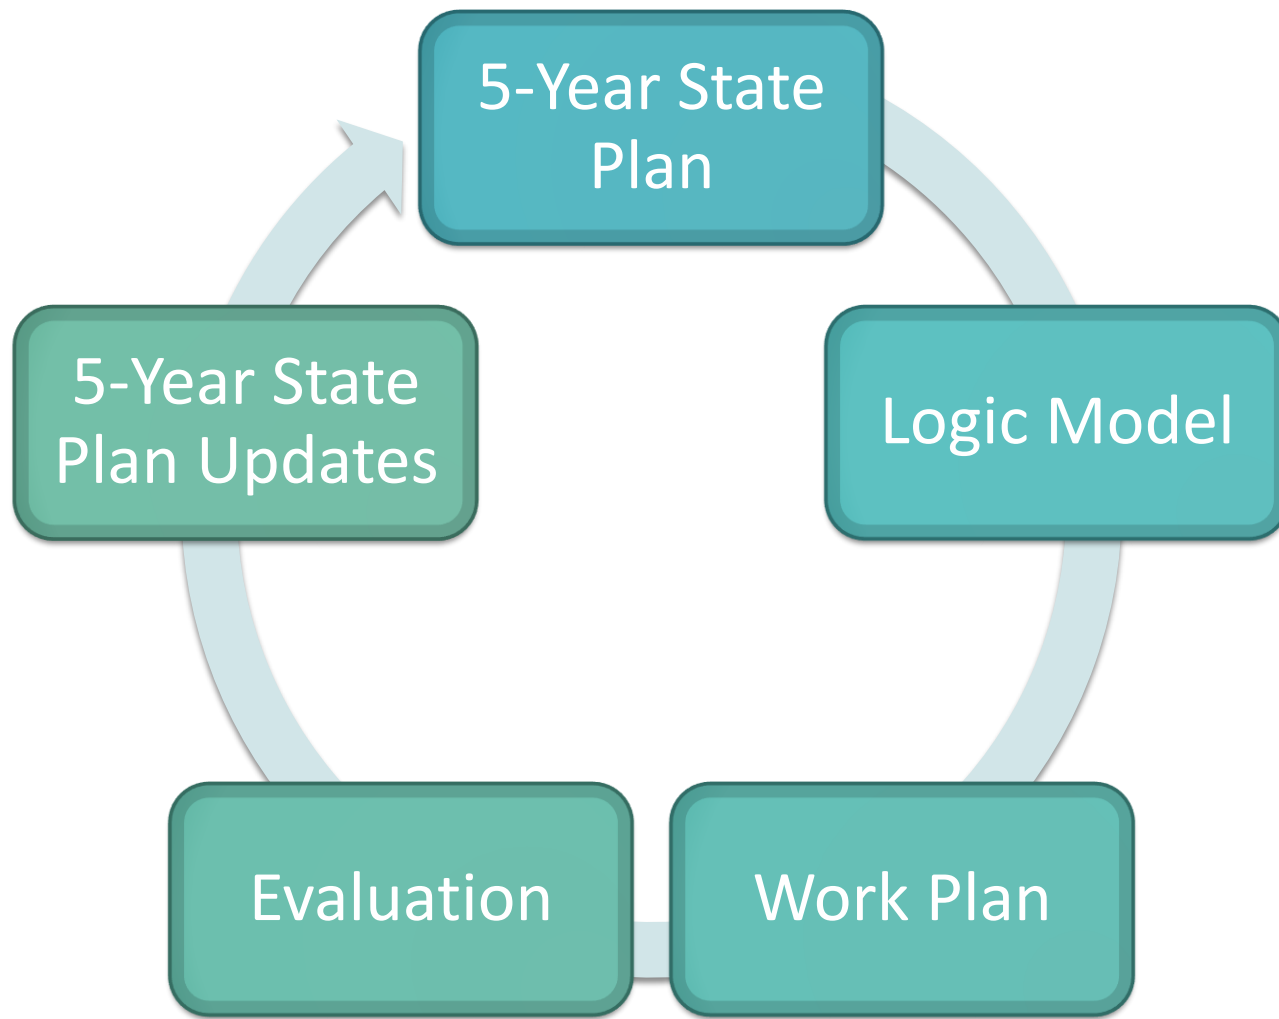 5-Year State
Plan
Logic Model
Work Plan
Evaluation
5-Year State
Plan Updates